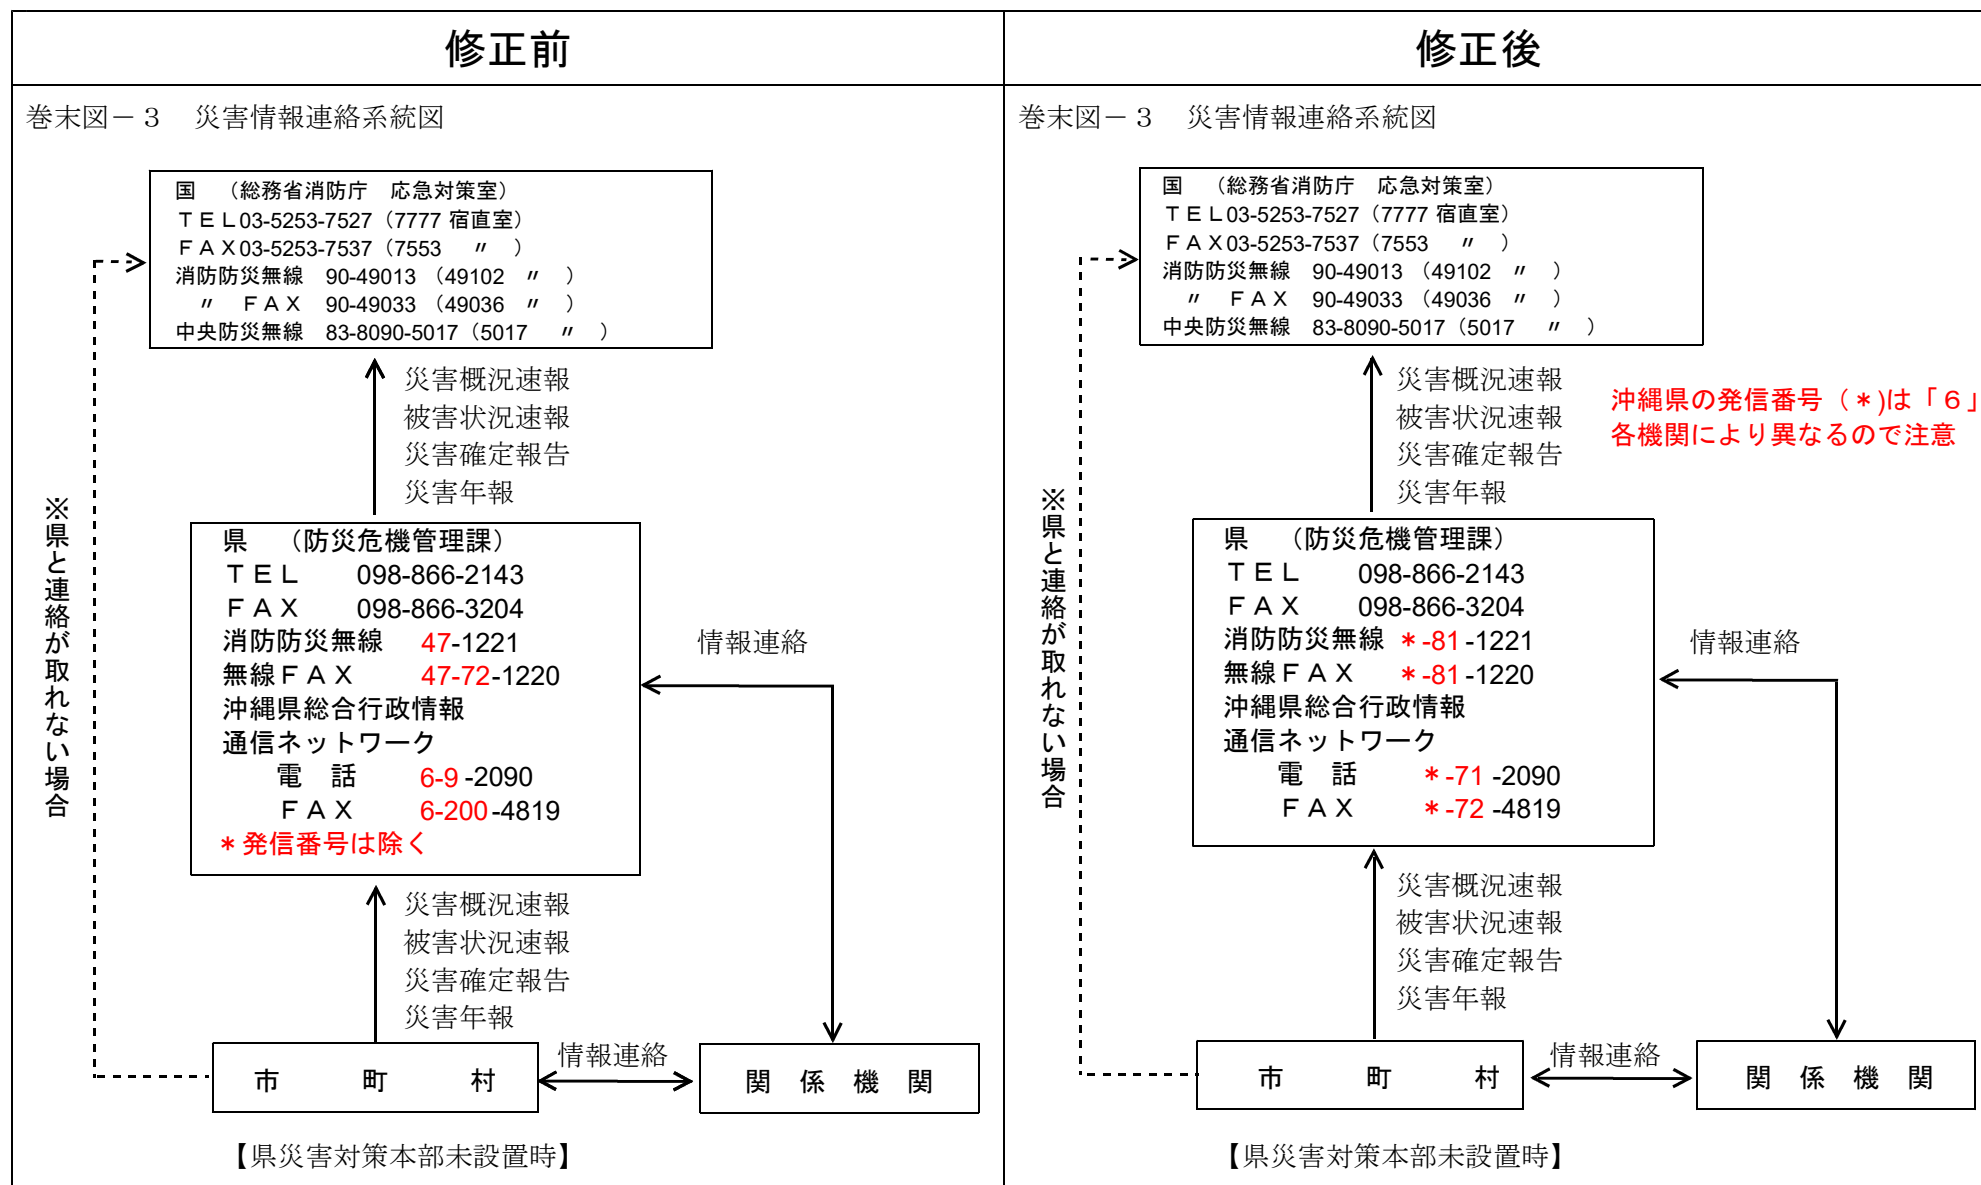 修正前
巻末図－３　災害情報連絡系統図
国　（総務省消防庁　応急対策室）
ＴＥＬ03-5253-7527（7777 宿直室）
ＦＡＸ03-5253-7537（7553　〃　）
消防防災無線　90-49013 （49102　〃　）
〃　ＦＡＸ　90-49033 （49036　〃　）
中央防災無線　83-8090-5017（5017　〃　）
災害概況速報
被害状況速報
災害確定報告
災害年報
※県と連絡が取れない場合
県　（防災危機管理課）
ＴＥＬ　098-866-2143
ＦＡＸ　098-866-3204
消防防災無線　47-1221
無線ＦＡＸ　47-72-1220
沖縄県総合行政情報
通信ネットワーク
電　話　6-9 -2090
ＦＡＸ　6-200 -4819
＊発信番号は除く
情報連絡
災害概況速報
被害状況速報
災害確定報告
災害年報
市　町　村
情報連絡
関　係　機　関
【県災害対策本部未設置時】
修正後
巻末図－３　災害情報連絡系統図
国　（総務省消防庁　応急対策室）
ＴＥＬ03-5253-7527（7777 宿直室）
ＦＡＸ03-5253-7537（7553　〃　）
消防防災無線　90-49013 （49102　〃　）
〃　ＦＡＸ　90-49033 （49036　〃　）
中央防災無線　83-8090-5017（5017　〃　）
災害概況速報
被害状況速報
災害確定報告
災害年報
沖縄県の発信番号（＊)は「６」
各機関により異なるので注意
※県と連絡が取れない場合
県　（防災危機管理課）
ＴＥＬ　098-866-2143
ＦＡＸ　098-866-3204
消防防災無線　＊-81 -1221
無線ＦＡＸ　＊-81 -1220
沖縄県総合行政情報
通信ネットワーク
電　話　＊-71 -2090
ＦＡＸ　＊-72 -4819
情報連絡
災害概況速報
被害状況速報
災害確定報告
災害年報
市　町　村
情報連絡
関　係　機　関
【県災害対策本部未設置時】